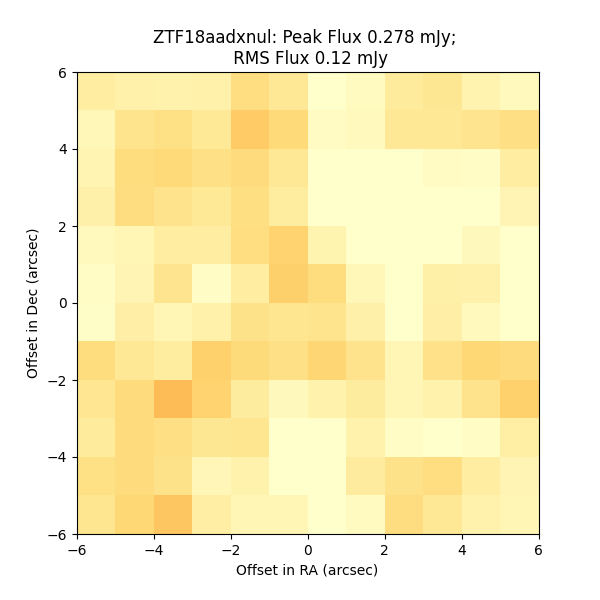 ZTF18aadxnul: Peak Flux 0.278 mJy;
RMS Flux 0.12 mJy
6
4
2
0
−2
−4
−6
Offset in Dec (arcsec)
−6 −4 −2 0 2 4 6
Offset in RA (arcsec)